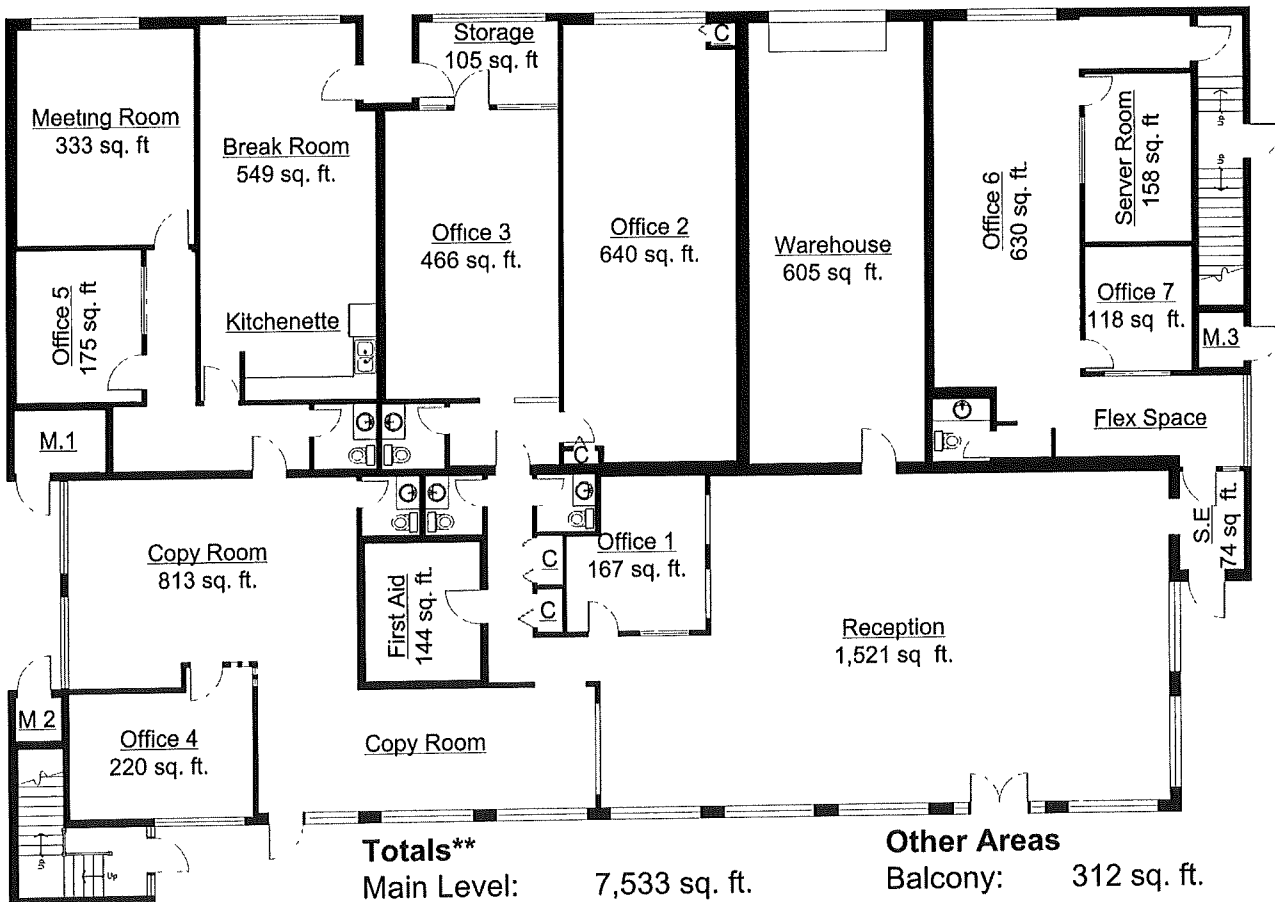 Storage
105 sq. ft
C
Meeting Room
333 sq. ft
Break Room
549 sq. ft.
Office 3
466 sq. ft.
Office 2
640 sq. ft.
Warehouse
605 sq ft.
Office 6
630 sq. ft.
Server Room
158 sq. ft
Up
Up
Office 5
175 sq. ft
Kitchenette
Office 7
118 sq ft.
M.3
M.1
Flex Space
C
S.E
74 sq ft.
Copy Room
813 sq. ft.
First Aid
144 sq. ft.
C
C
Office 1
167 sq. ft.
Reception
1,521 sq ft.
M 2
Office 4
220 sq. ft.
Copy Room
Up
Up
Totals**
Main Level: 7,533 sq. ft.
Other Areas
Balcony: 312 sq. ft.